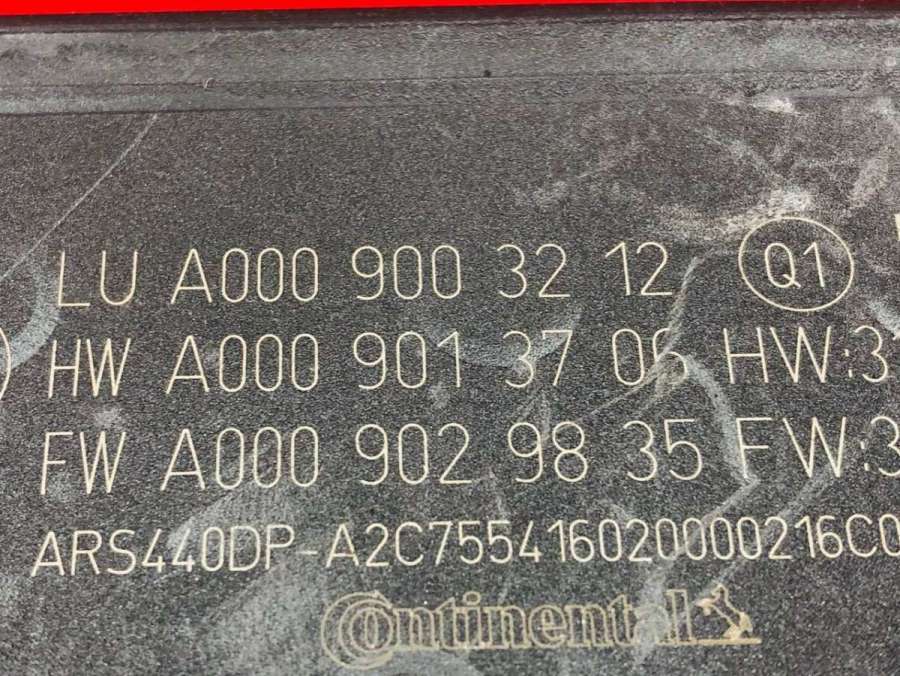 LU A000 900 32 12 Q1
) HW A000 901 37 06 HW:3
FW A000 902 98 35 FW:3
ARS440DP-A2C755416020000216C0
Continental